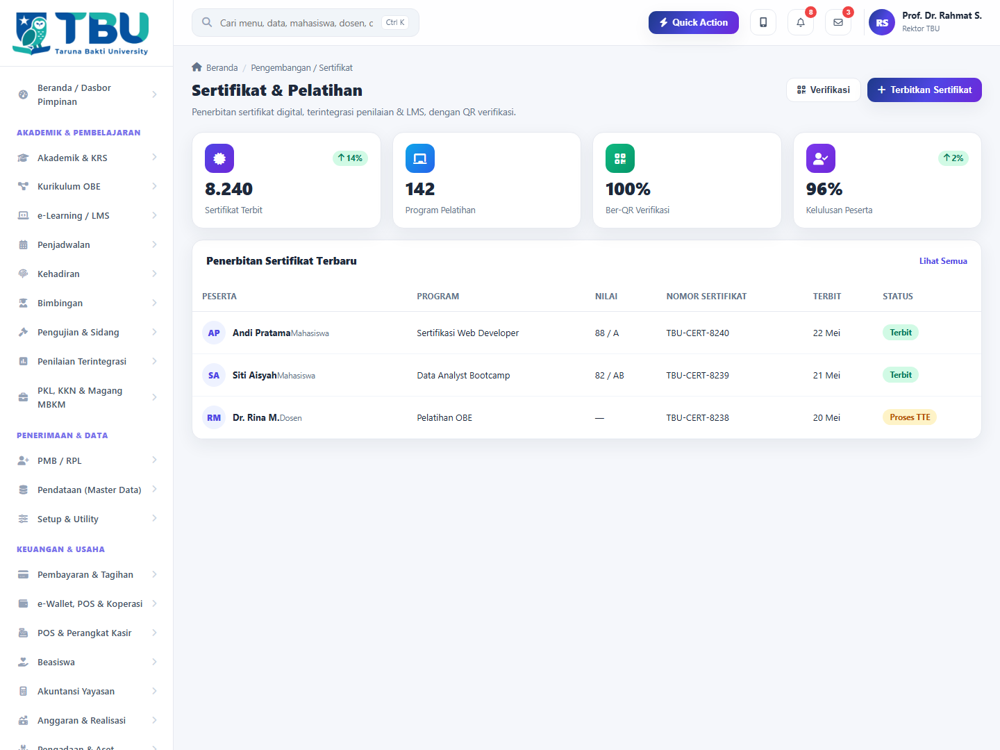 TBU
Taruna Bakti University
Cari menu, data, mahasiswa, dosen, c
Ctrl K
Quick Action
8
3
RS
Prof. Dr. Rahmat S.
Rektor TBU
Beranda / Dasbor
Pimpinan
AKADEMIK & PEMBELAJARAN
Akademik & KRS
Kurikulum OBE
e-Learning / LMS
Penjadwalan
Kehadiran
Bimbingan
Pengujian & Sidang
Penilaian Terintegrasi
PKL, KKN & Magang
MBKM
PENERIMAAN & DATA
PMB / RPL
Pendataan (Master Data)
Setup & Utility
KEUANGAN & USAHA
Pembayaran & Tagihan
e-Wallet, POS & Koperasi
POS & Perangkat Kasir
Beasiswa
Akuntansi Yayasan
Anggaran & Realisasi
Pengadaan & Aset
Beranda / Pengembangan / Sertifikat
Sertifikat & Pelatihan
Penerbitan sertifikat digital, terintegrasi penilaian & LMS, dengan QR verifikasi.
Verifikasi
Terbitkan Sertifikat
14%
8.240
Sertifikat Terbit
142
Program Pelatihan
100%
Ber-QR Verifikasi
2%
96%
Kelulusan Peserta
Penerbitan Sertifikat Terbaru
Lihat Semua
PESERTA PROGRAM NILAI NOMOR SERTIFIKAT TERBIT STATUS
AP Andi PratamaMahasiswa Sertifikasi Web Developer 88 / A TBU-CERT-8240 22 Mei Terbit
SA Siti AisyahMahasiswa Data Analyst Bootcamp 82 / AB TBU-CERT-8239 21 Mei Terbit
RM Dr. Rina M.Dosen Pelatihan OBE — TBU-CERT-8238 20 Mei Proses TTE